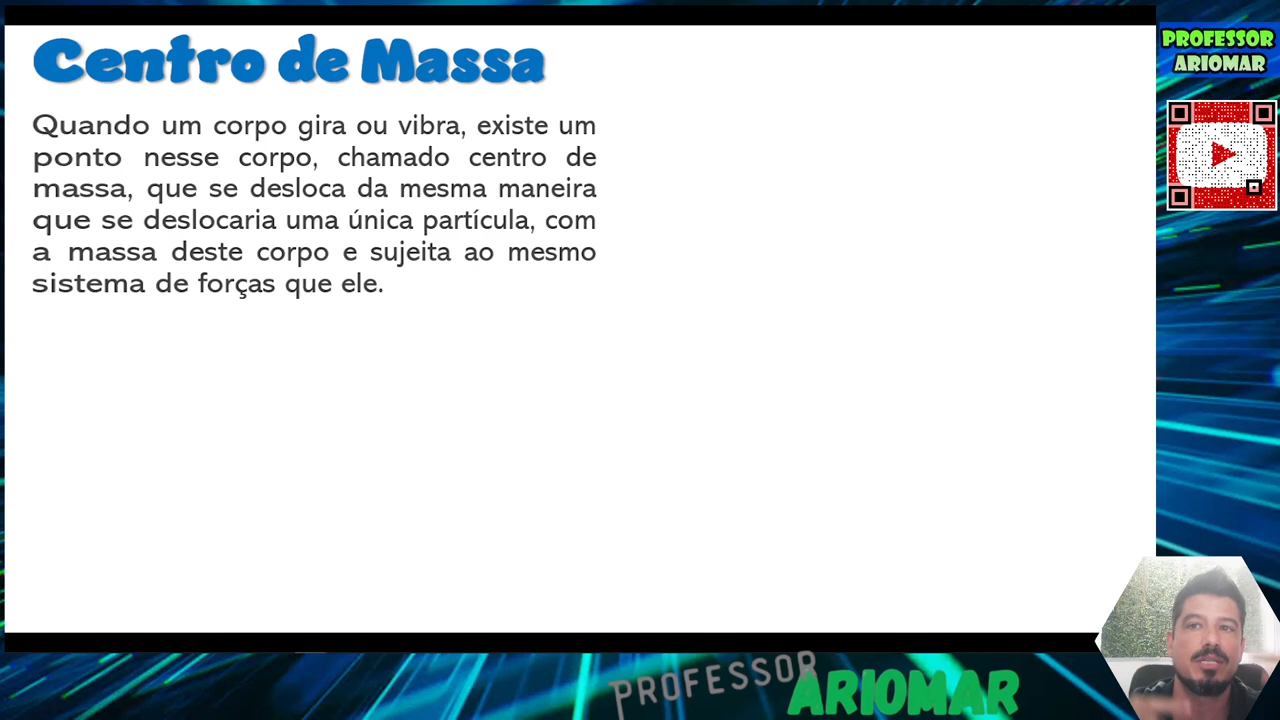 Centro de Massa
Quando um corpo gira ou vibra, existe um
ponto nesse corpo, chamado centro de
massa, que se desloca da mesma maneira
que se deslocaria uma única partícula, com
a massa deste corpo e sujeita ao mesmo
sistema de forças que ele.
PROFESSOR
ARIOMAR
PROFESSOR
ARIOMAR